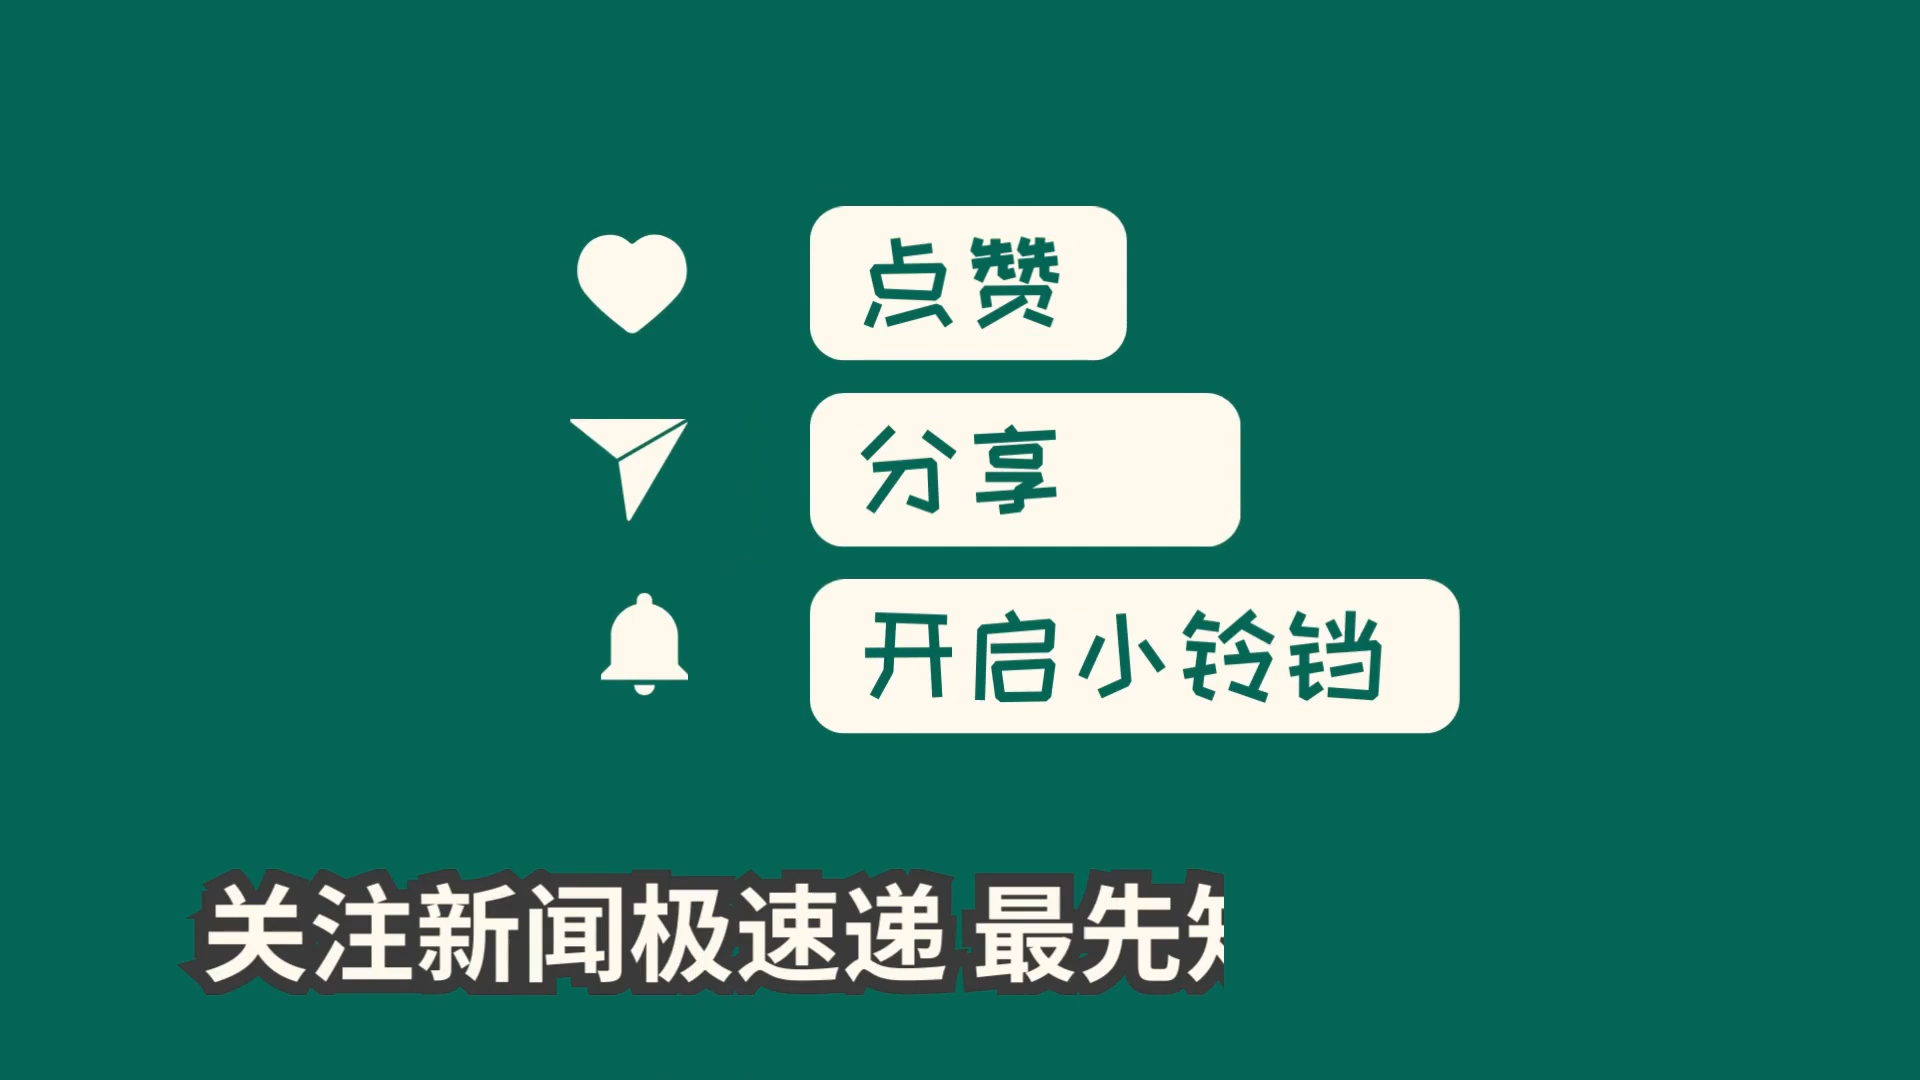 点赞
分享
开启小铃铛
关注新闻极速递 最先